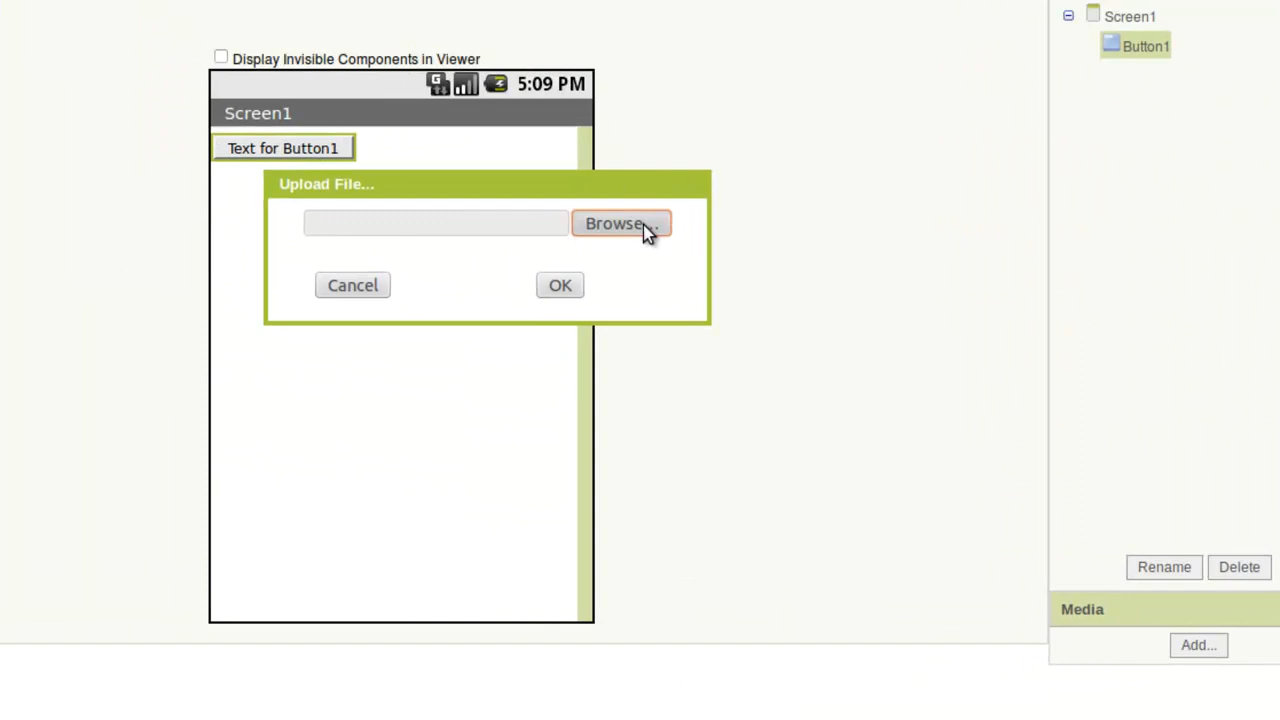 Screen1
Button1
Display Invisible Components in Viewer
5:09 PM
Screen1
Text for Button1
Upload File...
Browse...
Cancel
OK
Rename
Delete
Media
Add...